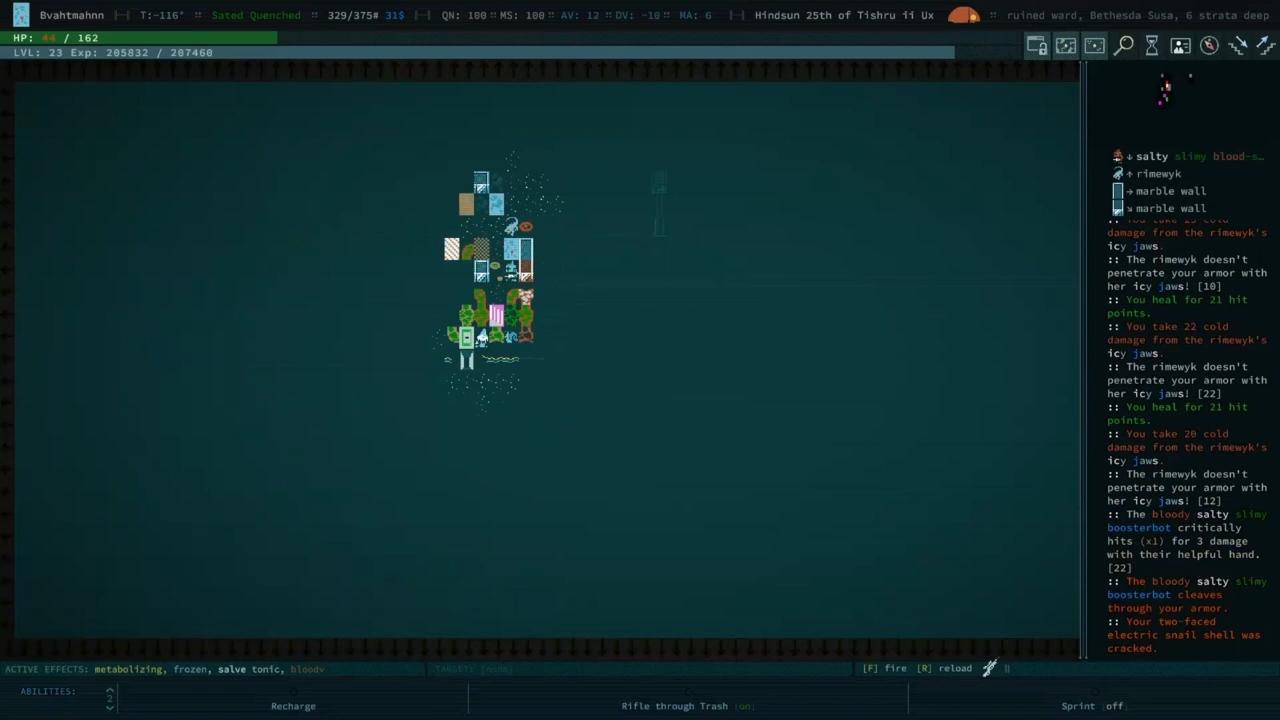 Bvahtmahnn T:-116° :: Sated Quenched :: 329/375# 31$ QN: 100 :: MS: 100 :: AV: 12 :: DV: -10 :: MA: 6 Hindsun 25th of Tishru ii Ux :: ruined ward, Bethesda Susa, 6 strata deep
HP: 44 / 162
LVL: 23 Exp: 205832 / 207460
↓ salty slimy blood-s…
↑ rimewyk
→ marble wall
↘ marble wall
damage from the rimewyk's
icy jaws.
:: The rimewyk doesn't
penetrate your armor with
her icy jaws! [10]
:: You heal for 21 hit
points.
:: You take 22 cold
damage from the rimewyk's
icy jaws.
:: The rimewyk doesn't
penetrate your armor with
her icy jaws! [22]
:: You heal for 21 hit
points.
:: You take 20 cold
damage from the rimewyk's
icy jaws.
:: The rimewyk doesn't
penetrate your armor with
her icy jaws! [12]
:: The bloody salty slimy
boosterbot critically
hits (x1) for 3 damage
with their helpful hand.
[22]
:: The bloody salty slimy
boosterbot cleaves
through your armor.
:: Your two-faced
electric snail shell was
cracked.
ACTIVE EFFECTS: metabolizing, frozen, salve tonic, bloody
TARGET: [none]
[F] fire [R] reload
ABILITIES:
2
Recharge
Rifle through Trash [on]
Sprint [off]